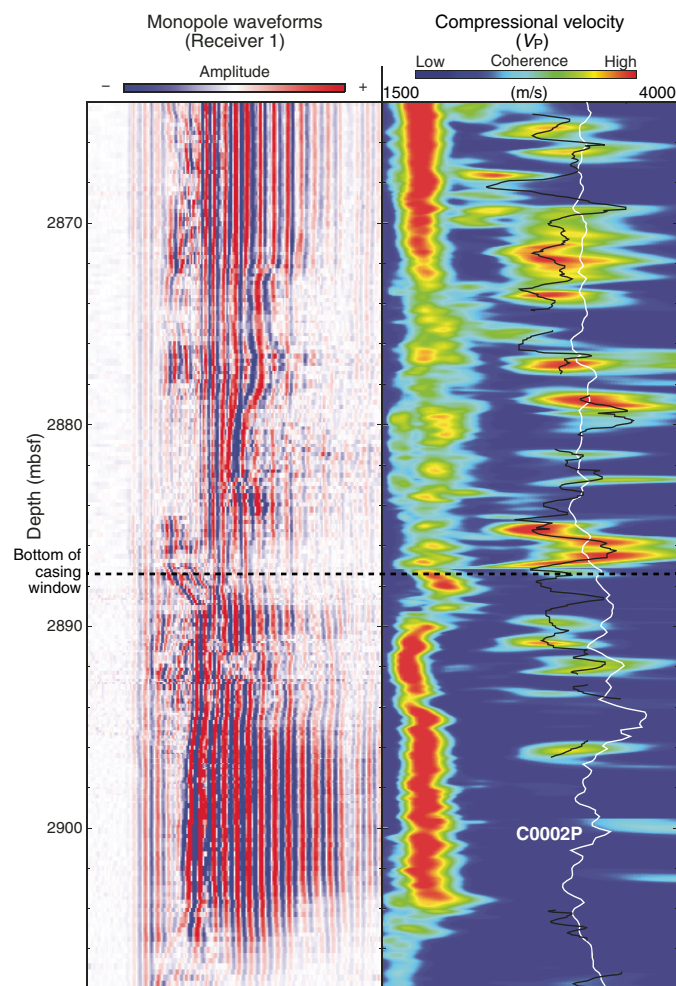 Monopole waveforms
(Receiver 1)
Compressional velocity
(VP)
Amplitude
− +
Low Coherence High
1500 (m/s) 4000
Depth (mbsf)
2870
2880
Bottom of
casing
window
2890
2900
C0002P